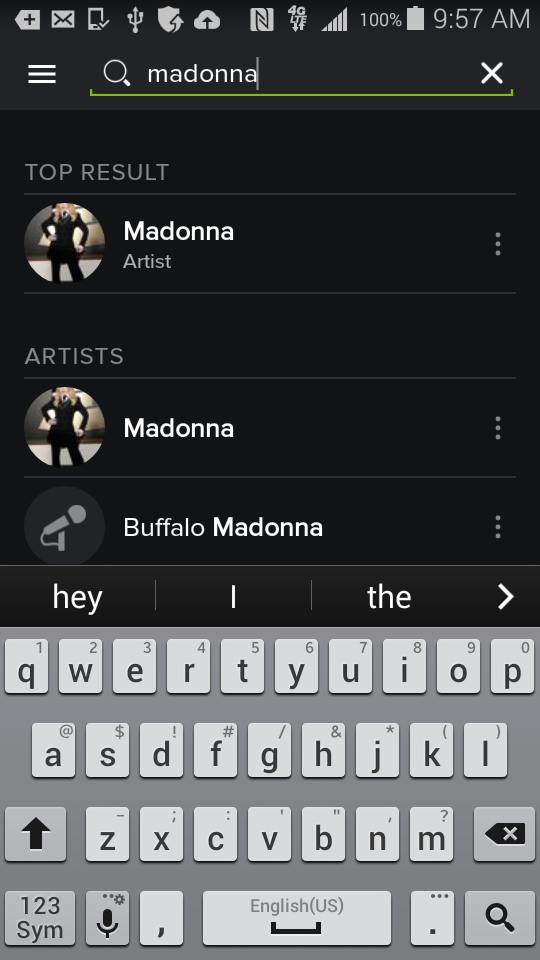 100% 9:57 AM
madonna
TOP RESULT
Madonna
Artist
ARTISTS
Madonna
Buffalo Madonna
hey I the
1 2 3 4 5 6 7 8 9 0
q w e r t y u i o p
@ $ ! # / & * ( )
a s d f g h j k l
- ; : ' " , ?
z x c v b n m
123 English(US)
Sym , .